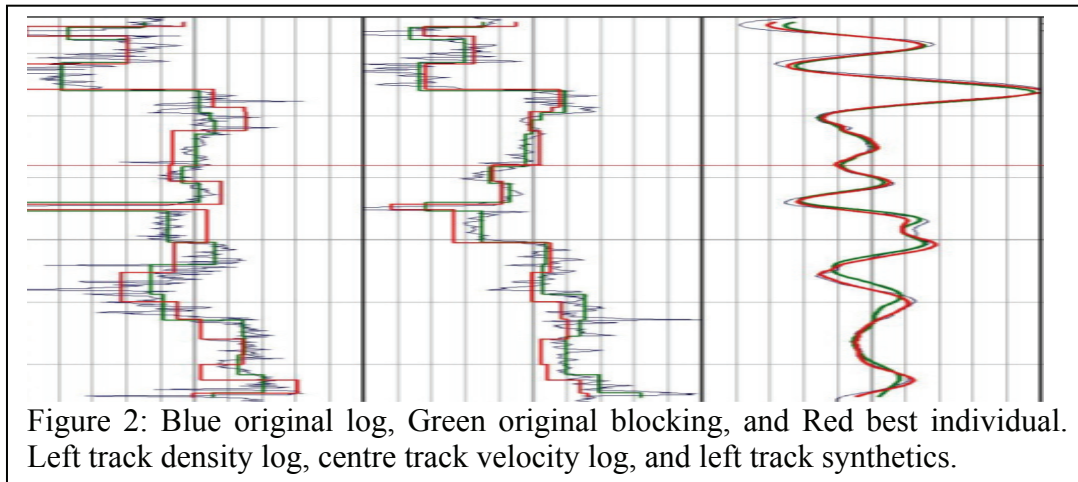 Figure 2: Blue original log, Green original blocking, and Red best individual.
Left track density log, centre track velocity log, and left track synthetics.